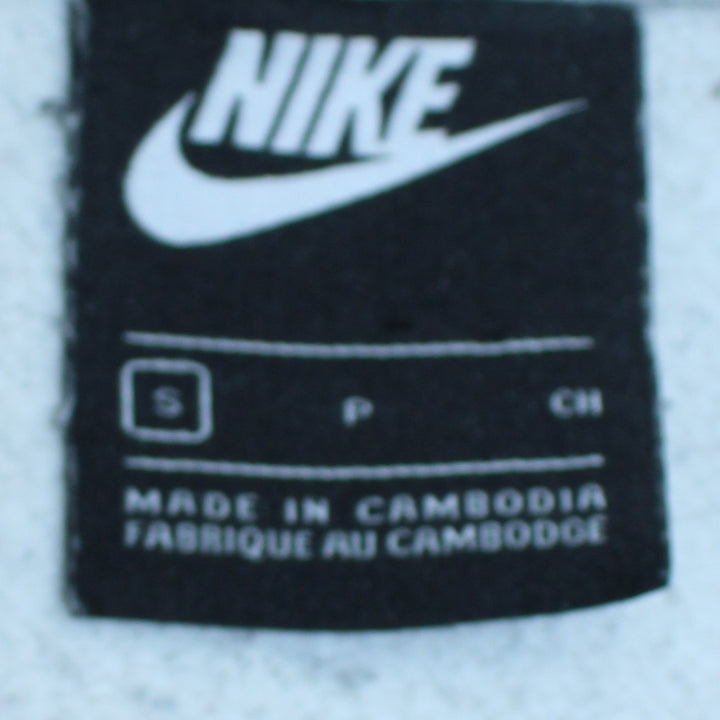 NIKE
S P CH
MADE IN CAMBODIA
FABRIQUE AU CAMBODGE